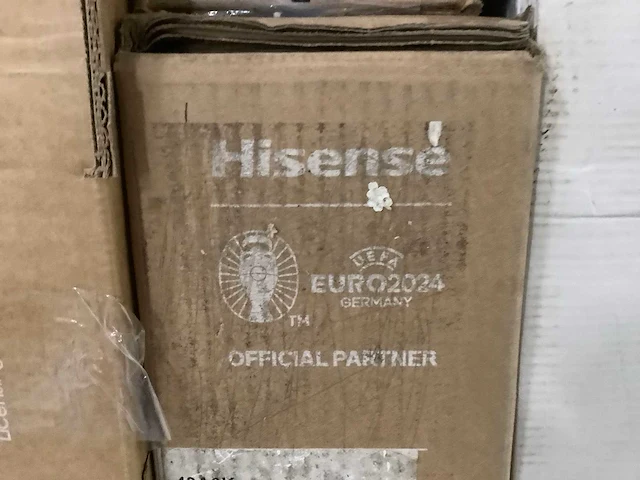 Hisense
UEFA
EURO2024
GERMANY
TM
OFFICIAL PARTNER